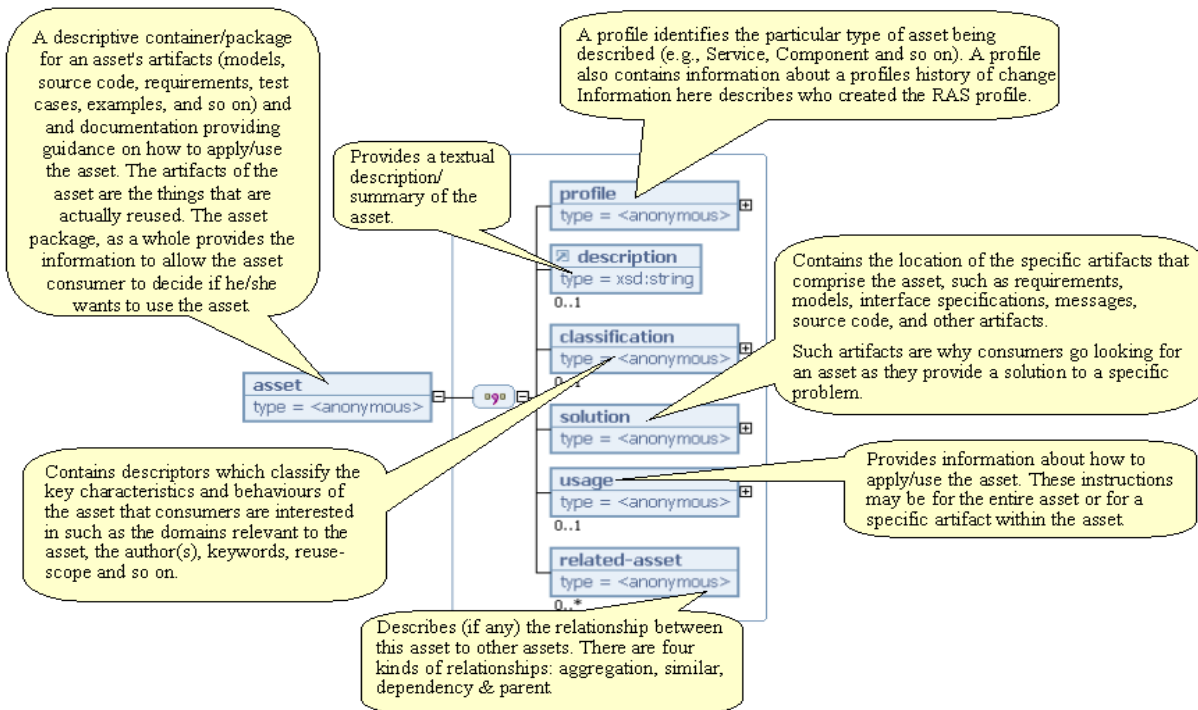 A descriptive container/package
for an asset's artifacts (models,
source code, requirements, test
cases, examples, and so on) and
and documentation providing
guidance on how to apply/use
the asset. The artifacts of the
asset are the things that are
actually reused. The asset
package, as a whole provides the
information to allow the asset
consumer to decide if he/she
wants to use the asset.
A profile identifies the particular type of asset being
described (e.g., Service, Component and so on). A profile
also contains information about a profiles history of change
Information here describes who created the RAS profile.
Provides a textual
description/
summary of the
asset.
profile
type = <anonymous>
description
type = xsd:string
0..1
classification
type = <anonymous>
0..1
asset
type = <anonymous>
solution
type = <anonymous>
usage
type = <anonymous>
0..1
related-asset
type = <anonymous>
0..*
Contains the location of the specific artifacts that
comprise the asset, such as requirements,
models, interface specifications, messages,
source code, and other artifacts.
Such artifacts are why consumers go looking for
an asset as they provide a solution to a specific
problem.
Contains descriptors which classify the
key characteristics and behaviours of
the asset that consumers are interested
in such as the domains relevant to the
asset, the author(s), keywords, reuse-
scope and so on.
Provides information about how to
apply/use the asset. These instructions
may be for the entire asset or for a
specific artifact within the asset.
Describes (if any) the relationship between
this asset to other assets. There are four
kinds of relationships: aggregation, similar,
dependency & parent.